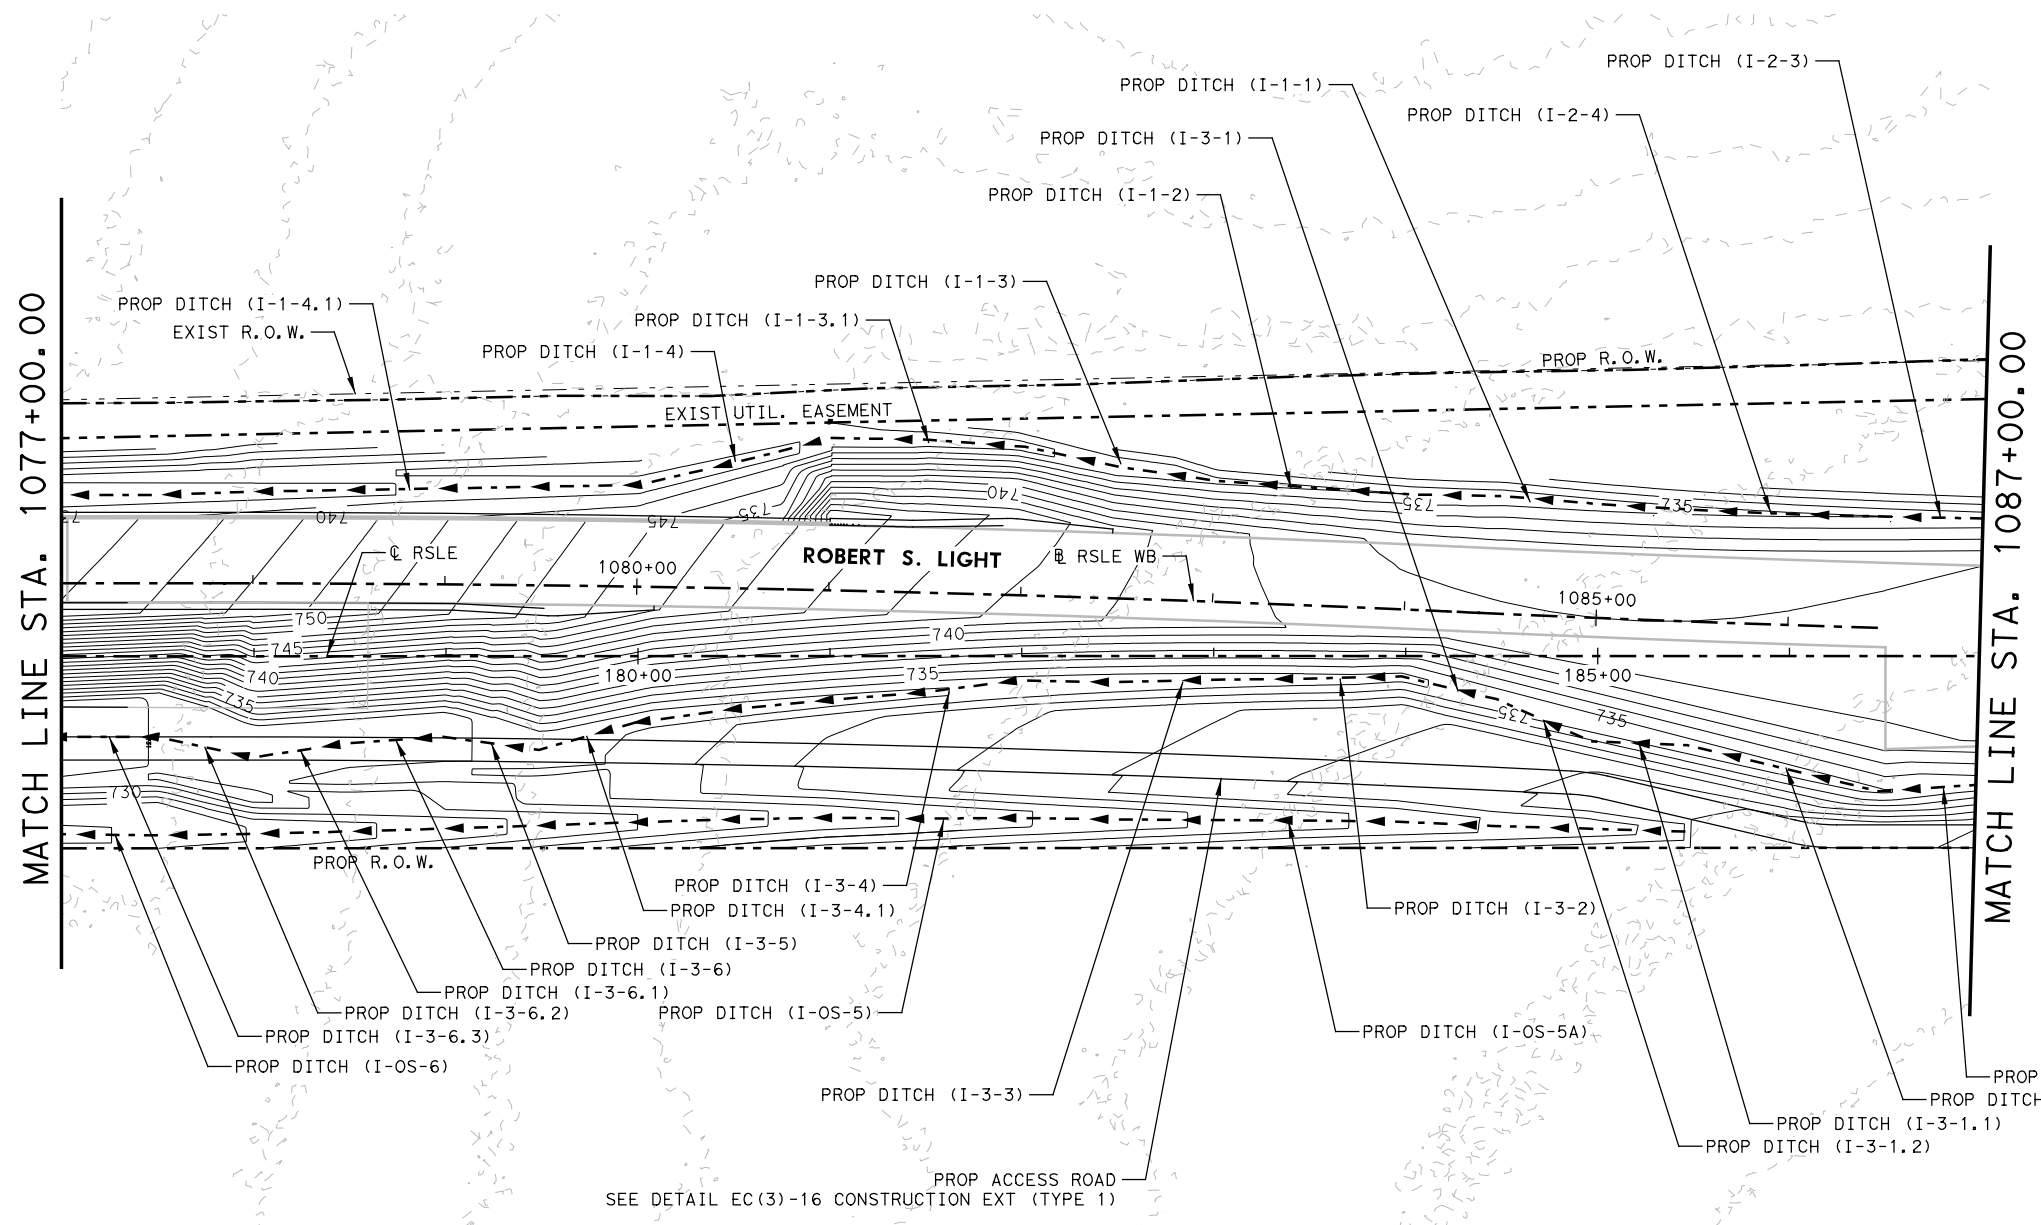 PROP DITCH (I-2-3)
PROP DITCH (I-1-1)
PROP DITCH (I-2-4)
PROP DITCH (I-3-1)
PROP DITCH (I-1-2)
PROP DITCH (I-1-3)
PROP DITCH (I-1-4.1)
PROP DITCH (I-1-3.1)
EXIST R.O.W.
PROP DITCH (I-1-4)
PROP R.O.W.
EXIST UTIL. EASEMENT
MATCH LINE STA. 1077+00.00
MATCH LINE STA. 1087+00.00
740
735
735
740
745
735
℄ RSLE
ROBERT S. LIGHT
RSLE WB
1080+00
1085+00
750
745
740
735
740
735
180+00
185+00
735
735
730
PROP R.O.W.
PROP DITCH (I-3-4)
PROP DITCH (I-3-4.1)
PROP DITCH (I-3-2)
PROP DITCH (I-3-5)
PROP DITCH (I-3-6)
PROP DITCH (I-3-6.1)
PROP DITCH (I-3-6.2)
PROP DITCH (I-OS-5)
PROP DITCH (I-3-6.3)
PROP DITCH (I-OS-5A)
PROP DITCH (I-OS-6)
PROP
PROP DITCH (I-3-3)
PROP DITCH
PROP DITCH (I-3-1.1)
PROP DITCH (I-3-1.2)
PROP ACCESS ROAD
SEE DETAIL EC(3)-16 CONSTRUCTION EXT (TYPE 1)